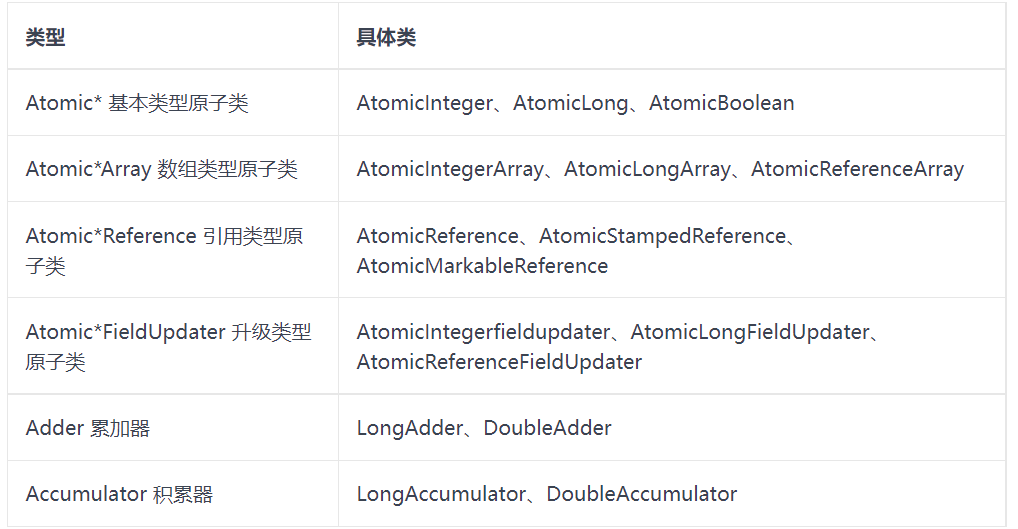 类型
具体类
Atomic* 基本类型原子类
AtomicInteger、AtomicLong、AtomicBoolean
Atomic*Array 数组类型原子类
AtomicIntegerArray、AtomicLongArray、AtomicReferenceArray
Atomic*Reference 引用类型原
子类
AtomicReference、AtomicStampedReference、
AtomicMarkableReference
Atomic*FieldUpdater 升级类型
原子类
AtomicIntegerfieldupdater、AtomicLongFieldUpdater、
AtomicReferenceFieldUpdater
Adder 累加器
LongAdder、DoubleAdder
Accumulator 积累器
LongAccumulator、DoubleAccumulator